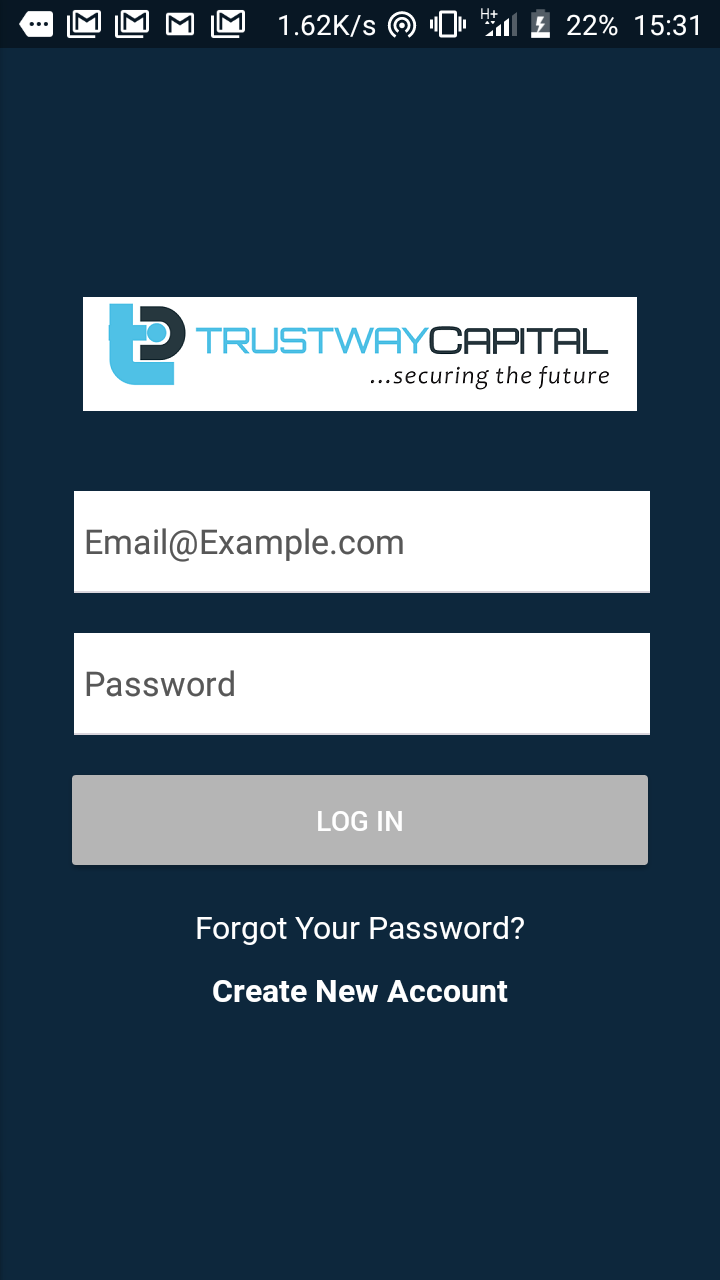 1.62K/s H+ 22% 15:31
TRUSTWAYCAPITAL
...securing the future
Email@Example.com
Password
LOG IN
Forgot Your Password?
Create New Account